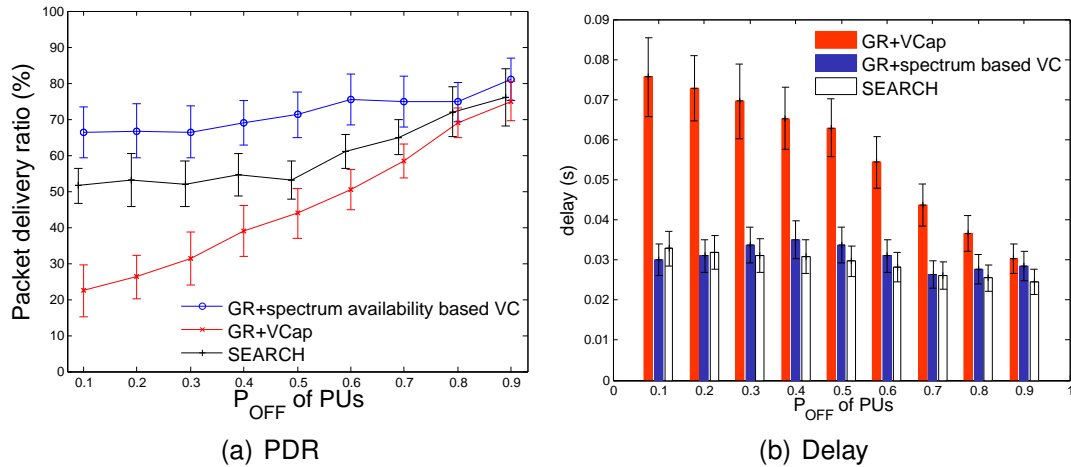 100
90
80
70
60
50
40
30
20
10
0
Packet delivery ratio (%)
GR+spectrum availability based VC
GR+VCap
SEARCH
0.1 0.2 0.3 0.4 0.5 0.6 0.7 0.8 0.9
P_OFF of PUs
(a) PDR
0.09
0.08
0.07
0.06
0.05
0.04
0.03
0.02
0.01
0
delay (s)
GR+VCap
GR+spectrum based VC
SEARCH
0 0.1 0.2 0.3 0.4 0.5 0.6 0.7 0.8 0.9 1
P_OFF of PUs
(b) Delay